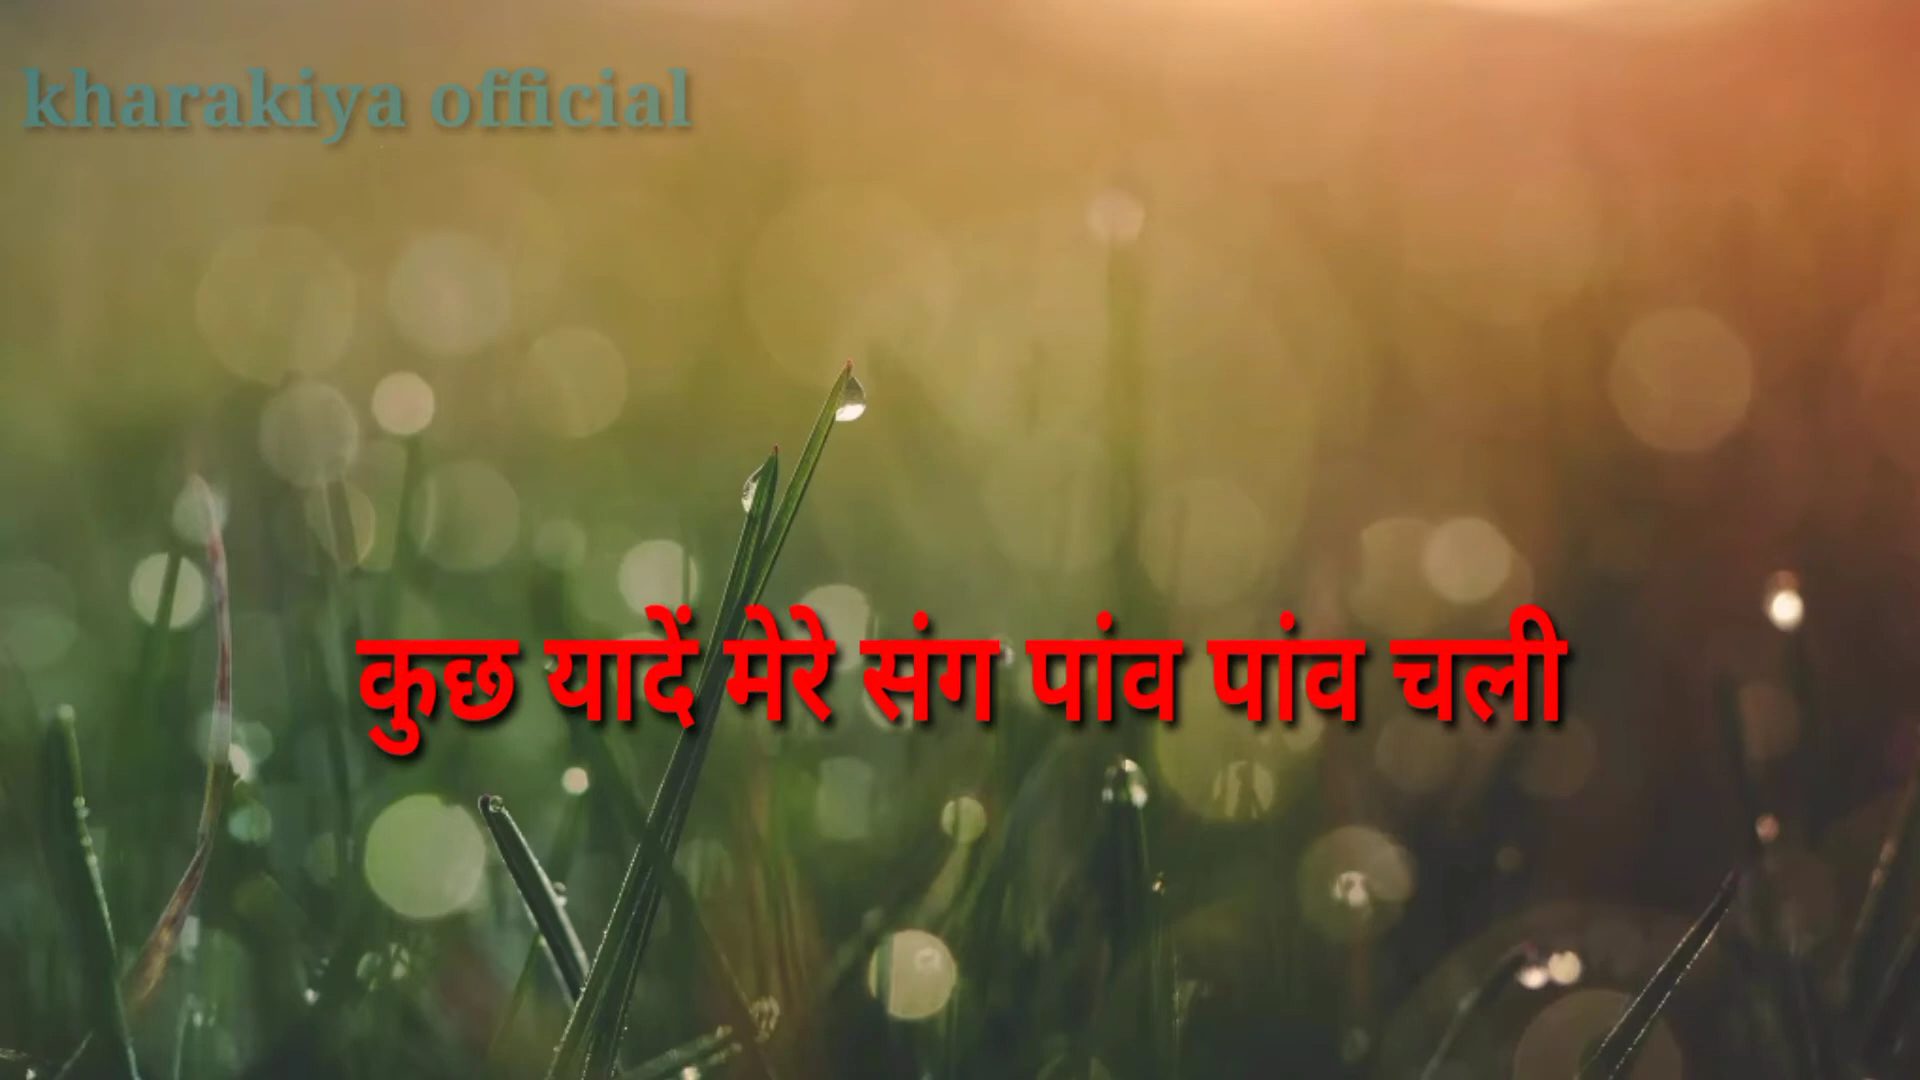 kharakiya official
कुछ यादें मेरे संग पांव पांव चली